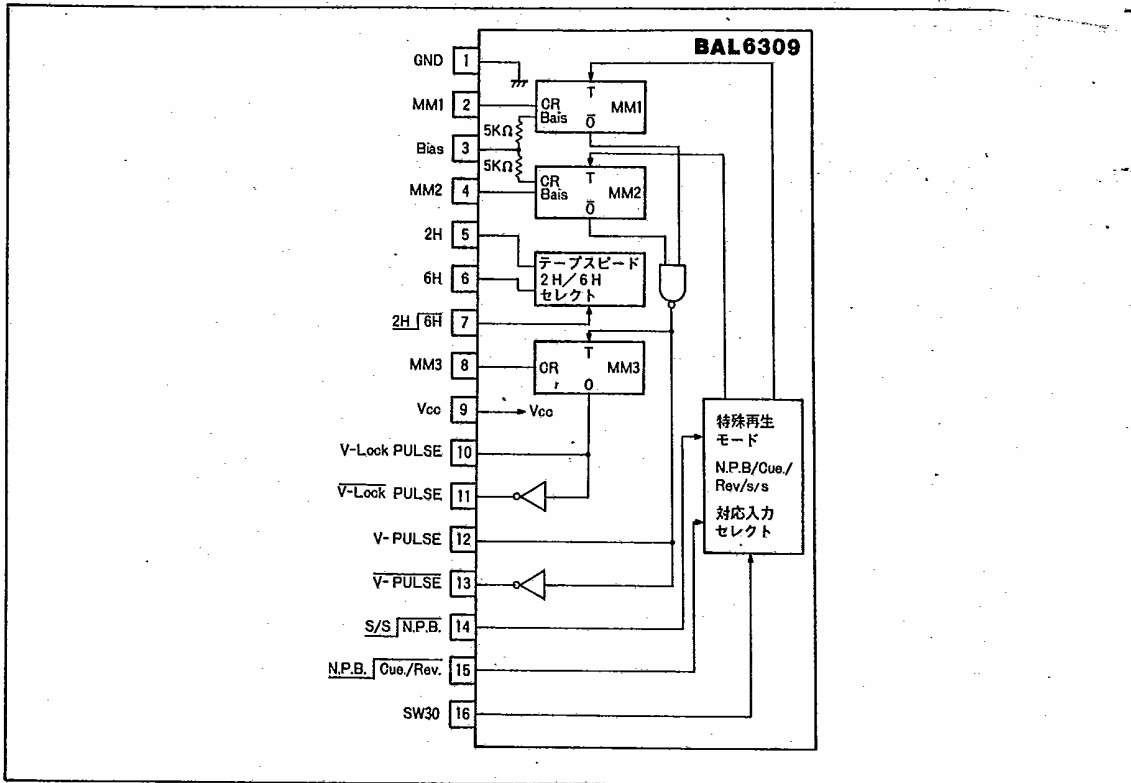 BAL6309
GND 1
MM1 2
Bias 3
MM2 4
2H 5
6H 6
2H 6H 7
MM3 8
Vcc 9
V-Lock PULSE 10
V-Lock PULSE 11
V-PULSE 12
V-PULSE 13
S/S N.P.B. 14
N.P.B. Cue./Rev. 15
SW30 16
T
CR MM1
Bais
O
5KΩ
5KΩ
T
CR MM2
Bais
O
テープスピード
2H/6H
セレクト
T
CR MM3
O
Vcc
特殊再生
モード
N.P.B/Cue./
Rev/s/s
対応入力
セレクト